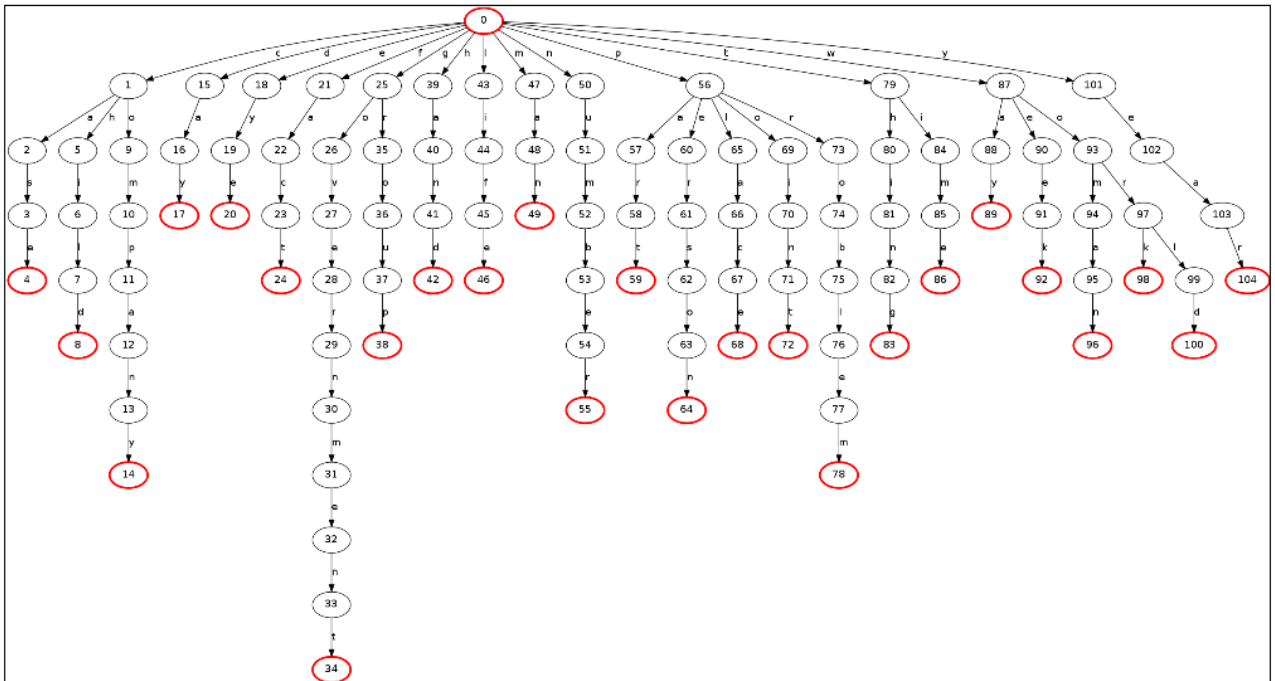 0
c d e f g h l m n p t w y
1 15 18 21 25 39 43 47 50 56 79 87 101
a h o a y a o r a i a u a e l o r h i a e o e
2 5 9 16 19 22 26 35 40 44 48 51 57 60 65 69 73 80 84 88 90 93 102
s i m y e c v o n f n m r r a i o i m y e m r a
3 6 10 17 20 23 27 36 41 45 49 52 58 61 66 70 74 81 85 89 91 94 97 103
e l p t e u d e b t s c n b n e k a k l r
4 7 11 24 28 37 42 46 53 59 62 67 71 75 82 86 92 95 98 99 104
d a r p e o e t l g n d
8 12 29 38 54 63 68 72 76 83 96 100
n n r n e
13 30 55 64 77
y m m
14 31 78
e
32
n
33
t
34